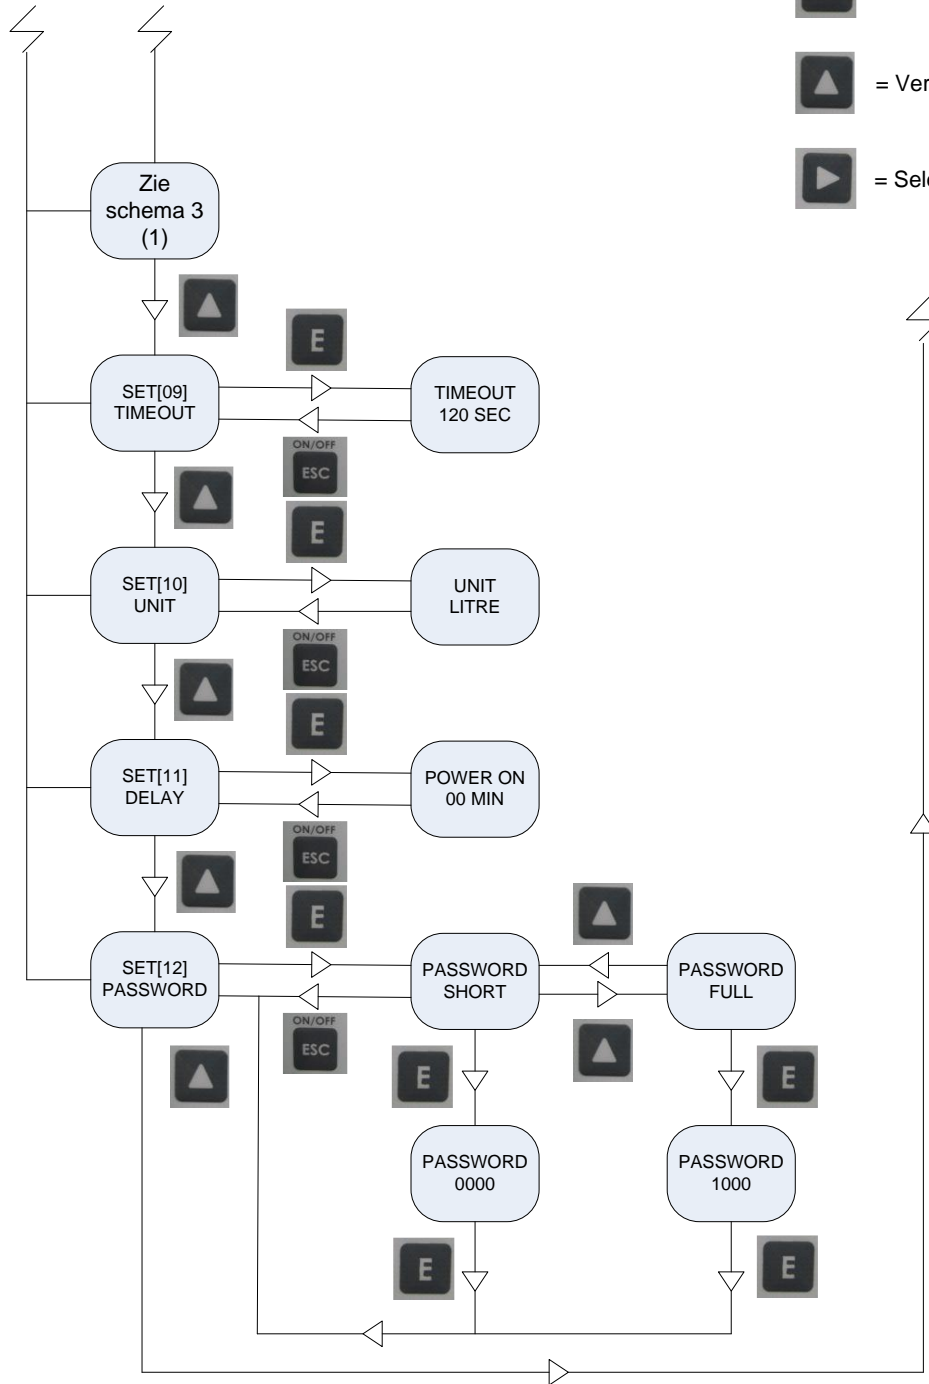 = Ver
= Sel
Zie
schema 3
(1)
E
SET[09]
TIMEOUT
TIMEOUT
120 SEC
ON/OFF
ESC
E
SET[10]
UNIT
UNIT
LITRE
ON/OFF
ESC
E
SET[11]
DELAY
POWER ON
00 MIN
ON/OFF
ESC
E
SET[12]
PASSWORD
PASSWORD
SHORT
PASSWORD
FULL
ON/OFF
ESC
E
E
PASSWORD
0000
PASSWORD
1000
E
E